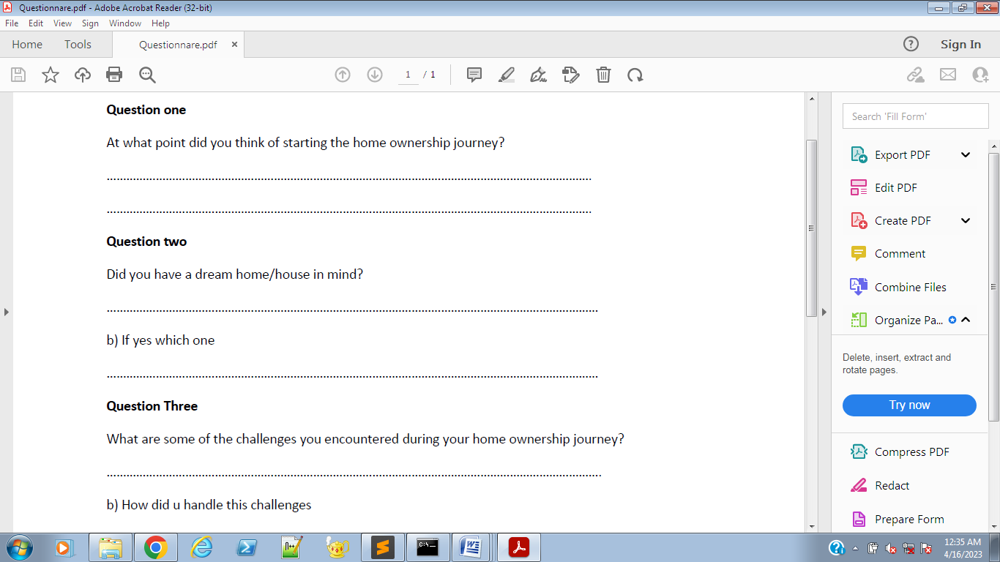 Questionnare.pdf - Adobe Acrobat Reader (32-bit)
File Edit View Sign Window Help
Home Tools Questionnare.pdf × ? Sign In
1 / 1
Question one
At what point did you think of starting the home ownership journey?
....................................................................................................................................................
....................................................................................................................................................
Question two
Did you have a dream home/house in mind?
......................................................................................................................................................
b) If yes which one
......................................................................................................................................................
Question Three
What are some of the challenges you encountered during your home ownership journey?
.......................................................................................................................................................
b) How did u handle this challenges
Search 'Fill Form'
Export PDF
Edit PDF
Create PDF
Comment
Combine Files
Organize Pa...
Delete, insert, extract and
rotate pages.
Try now
Compress PDF
Redact
Prepare Form
12:35 AM
4/16/2023